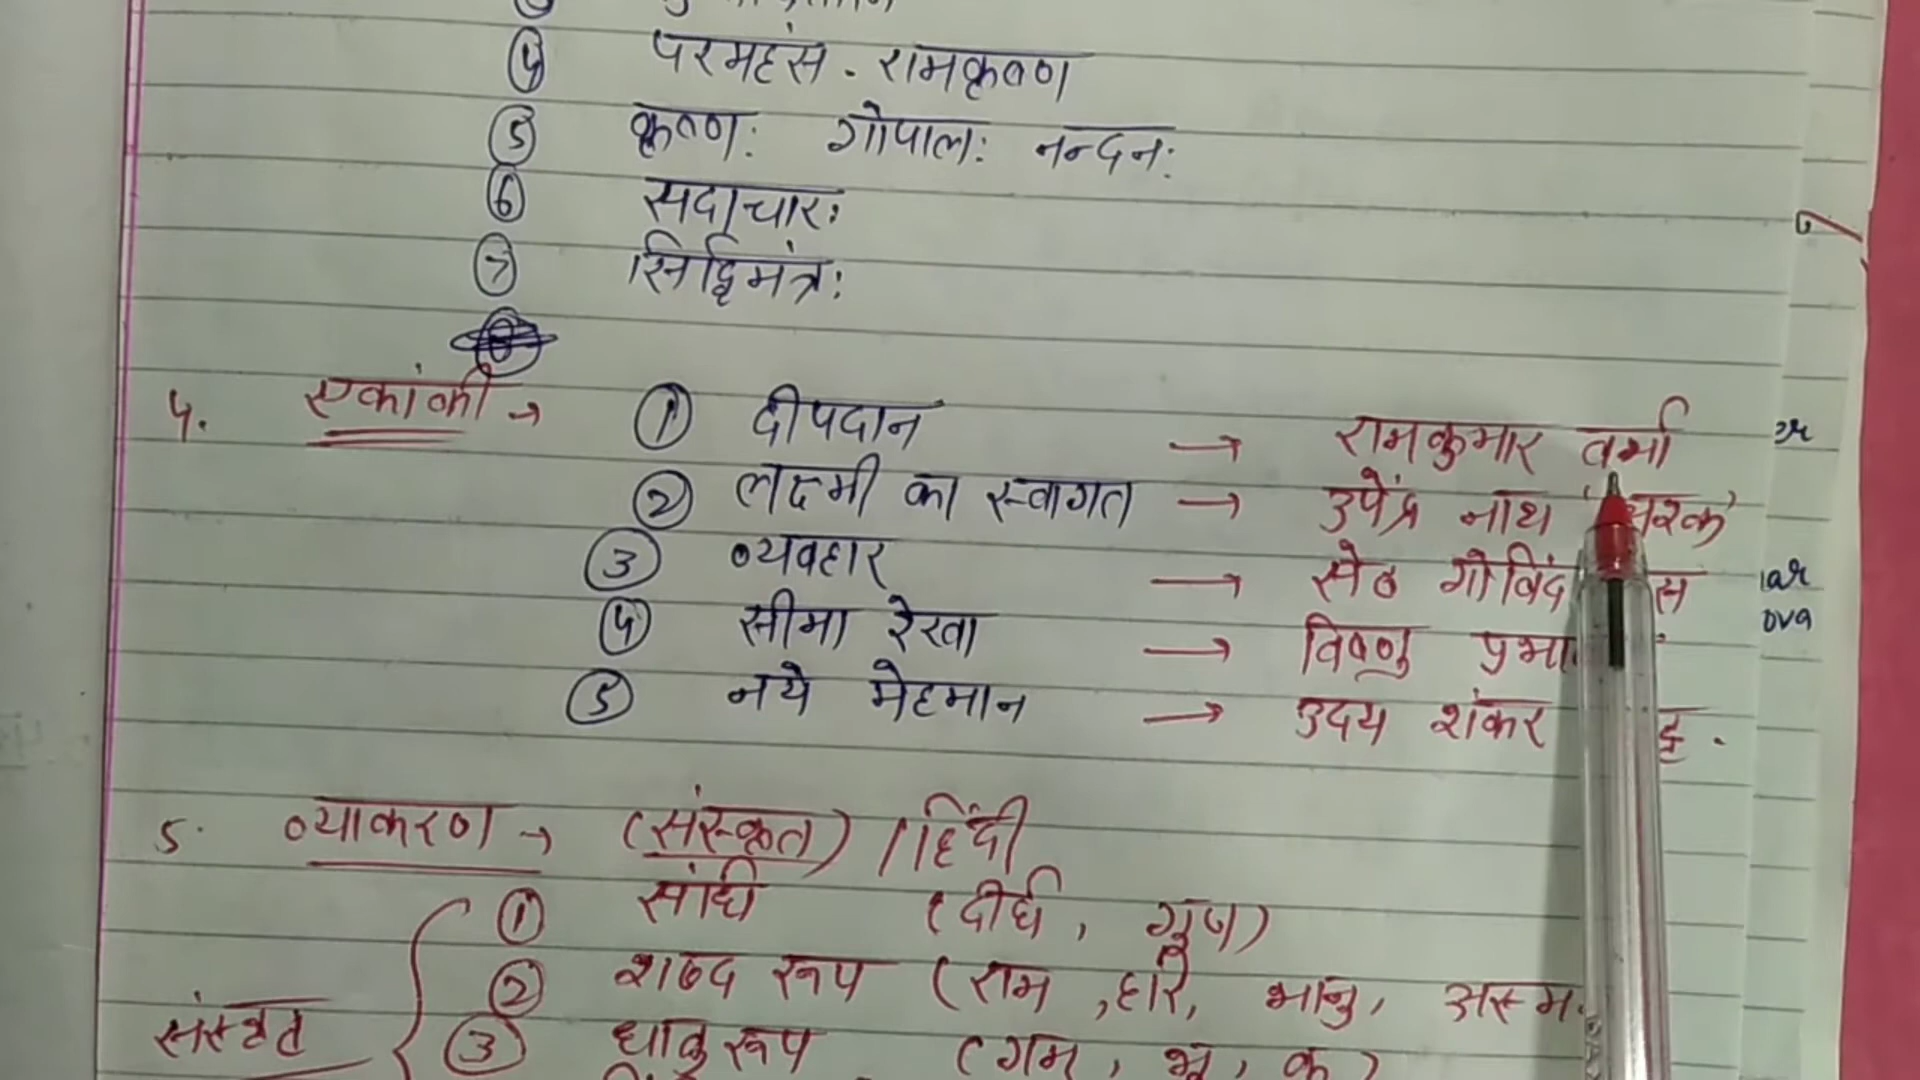 ④ परमहंस - रामकृष्ण
⑤ कृष्णः गोपालः नन्दनः
⑥ सदाचारः
⑦ सिद्धिमंत्रः
4. एकांकी → ① दीपदान → रामकुमार वर्मा
② लक्ष्मी का स्वागत → उपेंद्र नाथ
③ व्यवहार → सेठ गोविंद
④ सीमा रेखा → विष्णु
⑤ नये मेहमान → उदय शंकर
5. व्याकरण → (संस्कृत) / हिंदी
① संधि (दीर्घ, गुण)
② शब्द रूप (राम, हरि, भानु,
संस्कृत ③ धातु रूप (गम्, भू, कृ)